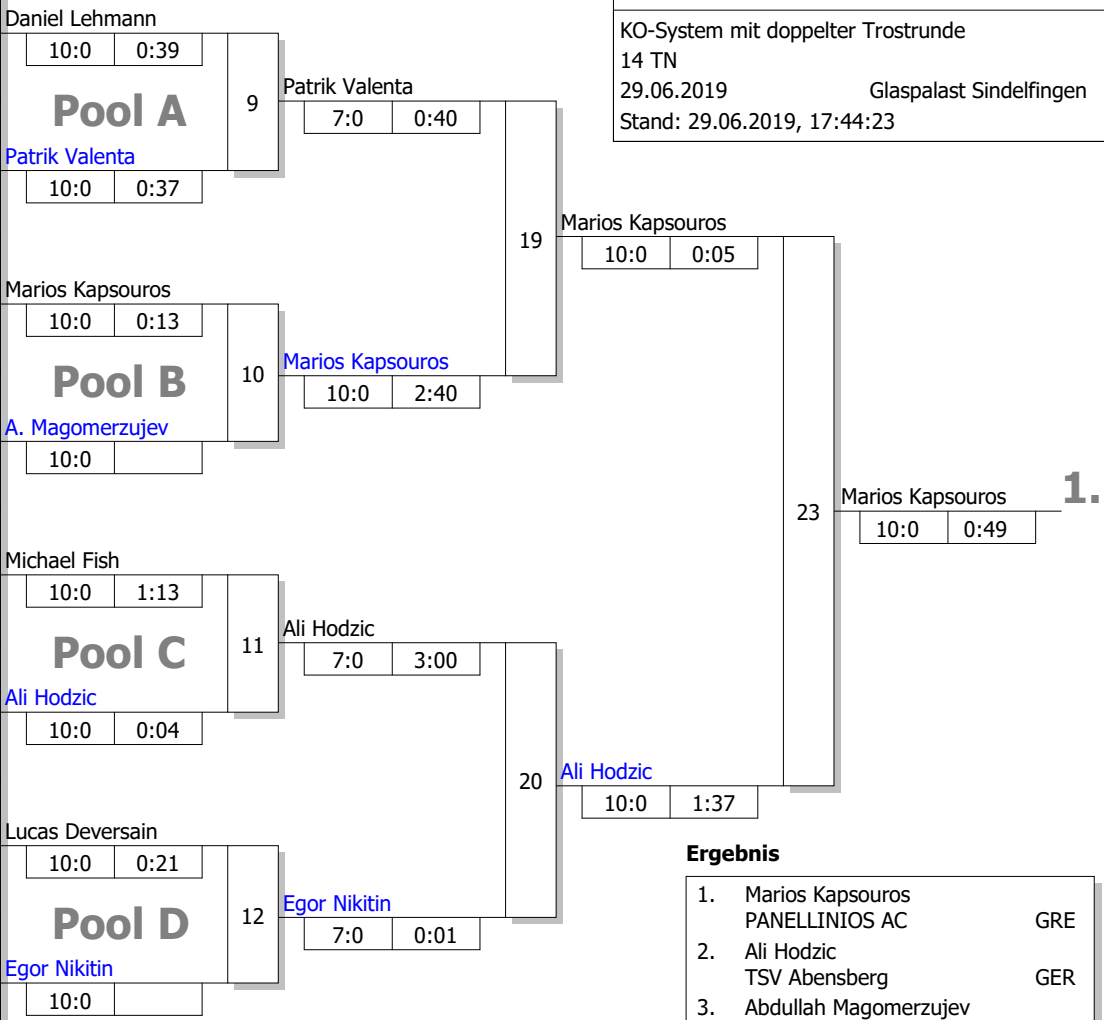 KO-System mit doppelter Trostrunde
14 TN
29.06.2019 Glaspalast Sindelfingen
Stand: 29.06.2019, 17:44:23
Daniel Lehmann
10:0 0:39
Pool A
9
Patrik Valenta
10:0 0:37
Patrik Valenta
7:0 0:40
Marios Kapsouros
10:0 0:13
Pool B
10
A. Magomerzujev
10:0
Marios Kapsouros
10:0 2:40
19
Marios Kapsouros
10:0 0:05
Michael Fish
10:0 1:13
Pool C
11
Ali Hodzic
10:0 0:04
Ali Hodzic
7:0 3:00
Lucas Deversain
10:0 0:21
Pool D
12
Egor Nikitin
10:0
Egor Nikitin
7:0 0:01
20
Ali Hodzic
10:0 1:37
23
Marios Kapsouros 1.
10:0 0:49
Ergebnis
1. Marios Kapsouros
PANELLINIOS AC GRE
2. Ali Hodzic
TSV Abensberg GER
3. Abdullah Magomerzujev